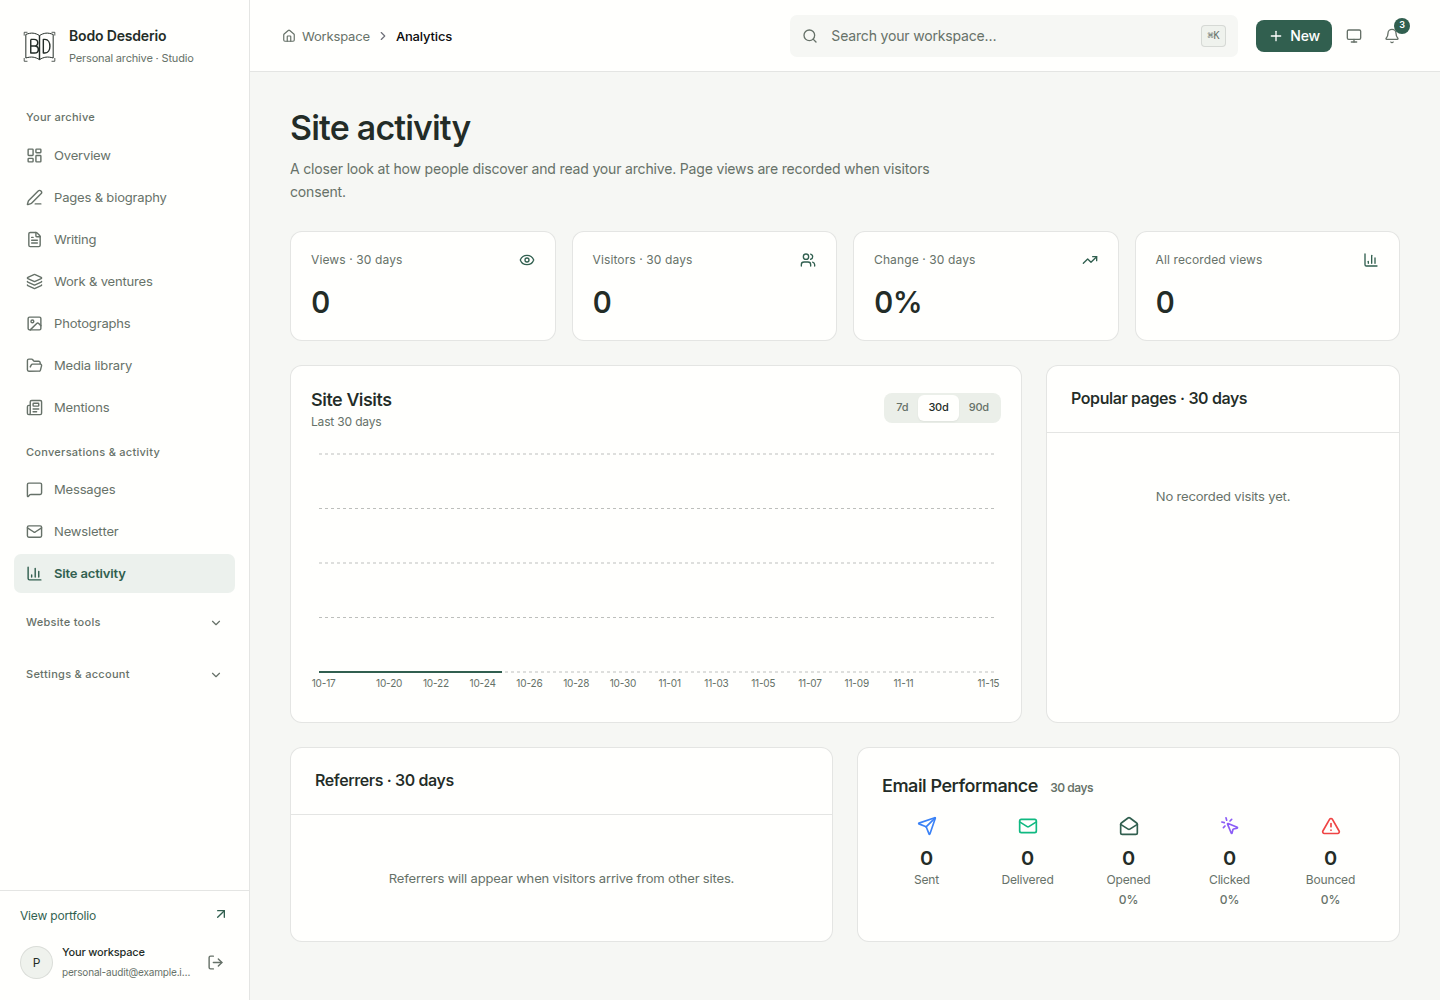 BD
Bodo Desderio
Personal archive · Studio
Your archive
Overview
Pages & biography
Writing
Work & ventures
Photographs
Media library
Mentions
Conversations & activity
Messages
Newsletter
Site activity
Website tools
Settings & account
View portfolio
P
Your workspace
personal-audit@example.i...
Workspace
Analytics
Search your workspace...
⌘K
New
3
Site activity
A closer look at how people discover and read your archive. Page views are recorded when visitors
consent.
Views · 30 days
0
Visitors · 30 days
0
Change · 30 days
0%
All recorded views
0
Site Visits
Last 30 days
7d 30d 90d
10-17 10-20 10-22 10-24 10-26 10-28 10-30 11-01 11-03 11-05 11-07 11-09 11-11 11-15
Popular pages · 30 days
No recorded visits yet.
Referrers · 30 days
Referrers will appear when visitors arrive from other sites.
Email Performance 30 days
0 0 0 0 0
Sent Delivered Opened Clicked Bounced
0% 0% 0%